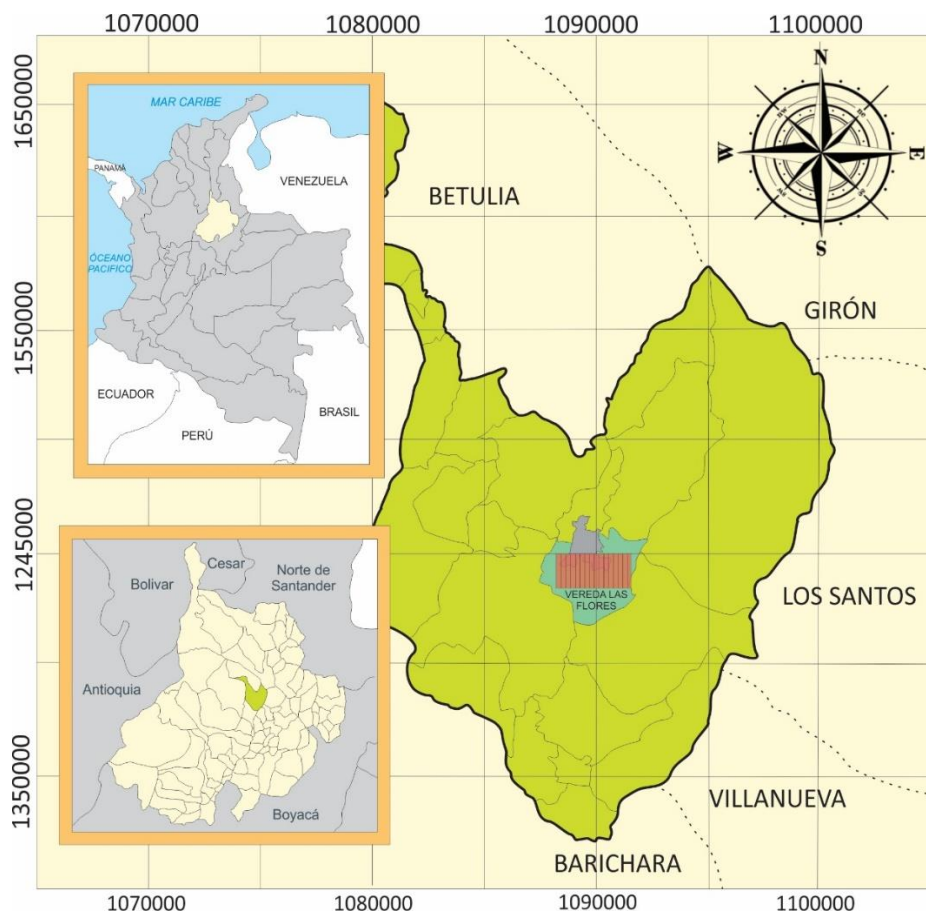 1070000
1080000
1090000
1100000
1650000
1550000
1245000
1350000
MAR CARIBE
PANAMÁ
VENEZUELA
ÓCEANO
PACIFICO
ECUADOR
PERÚ
BRASIL
Bolivar
Cesar
Norte de
Santander
Antioquia
Boyacá
N
W
E
S
BETULIA
GIRÓN
LOS SANTOS
VEREDA LAS
FLORES
VILLANUEVA
BARICHARA
1070000
1080000
1090000
1100000